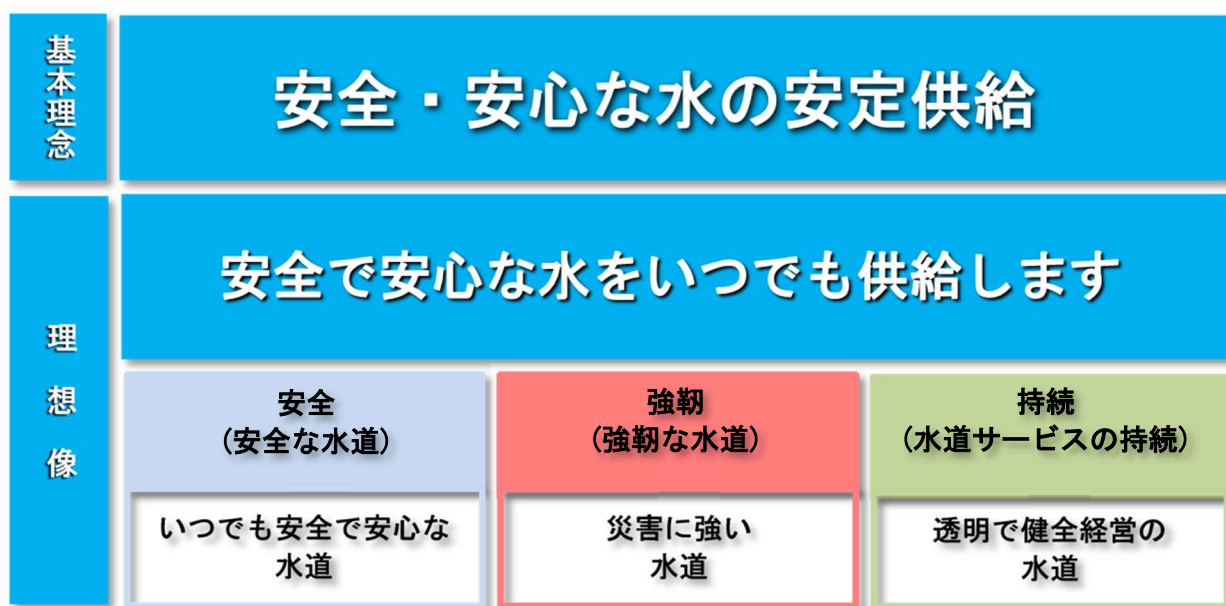 基本理念
安全・安心な水の安定供給
理想像
安全で安心な水をいつでも供給します
安全
(安全な水道)
いつでも安全で安心な
水道
強靭
(強靭な水道)
災害に強い
水道
持続
(水道サービスの持続)
透明で健全経営の
水道